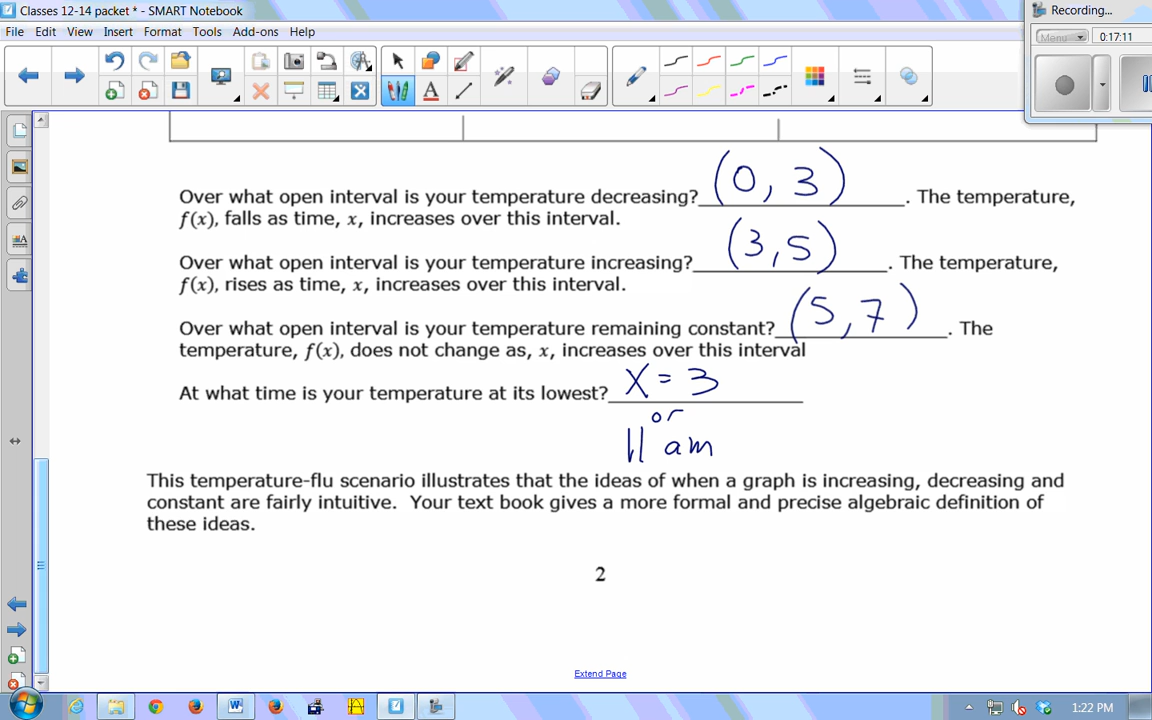 Classes 12-14 packet * - SMART Notebook
Recording...
File Edit View Insert Format Tools Add-ons Help
Menu
0:17:11
(0, 3)
Over what open interval is your temperature decreasing? . The temperature,
f(x), falls as time, x, increases over this interval.
(3,5)
Over what open interval is your temperature increasing? . The temperature,
f(x), rises as time, x, increases over this interval.
(5,7)
Over what open interval is your temperature remaining constant? . The
temperature, f(x), does not change as, x, increases over this interval
At what time is your temperature at its lowest? x = 3
or
11 am
This temperature-flu scenario illustrates that the ideas of when a graph is increasing, decreasing and
constant are fairly intuitive. Your text book gives a more formal and precise algebraic definition of
these ideas.
2
Extend Page
1:22 PM